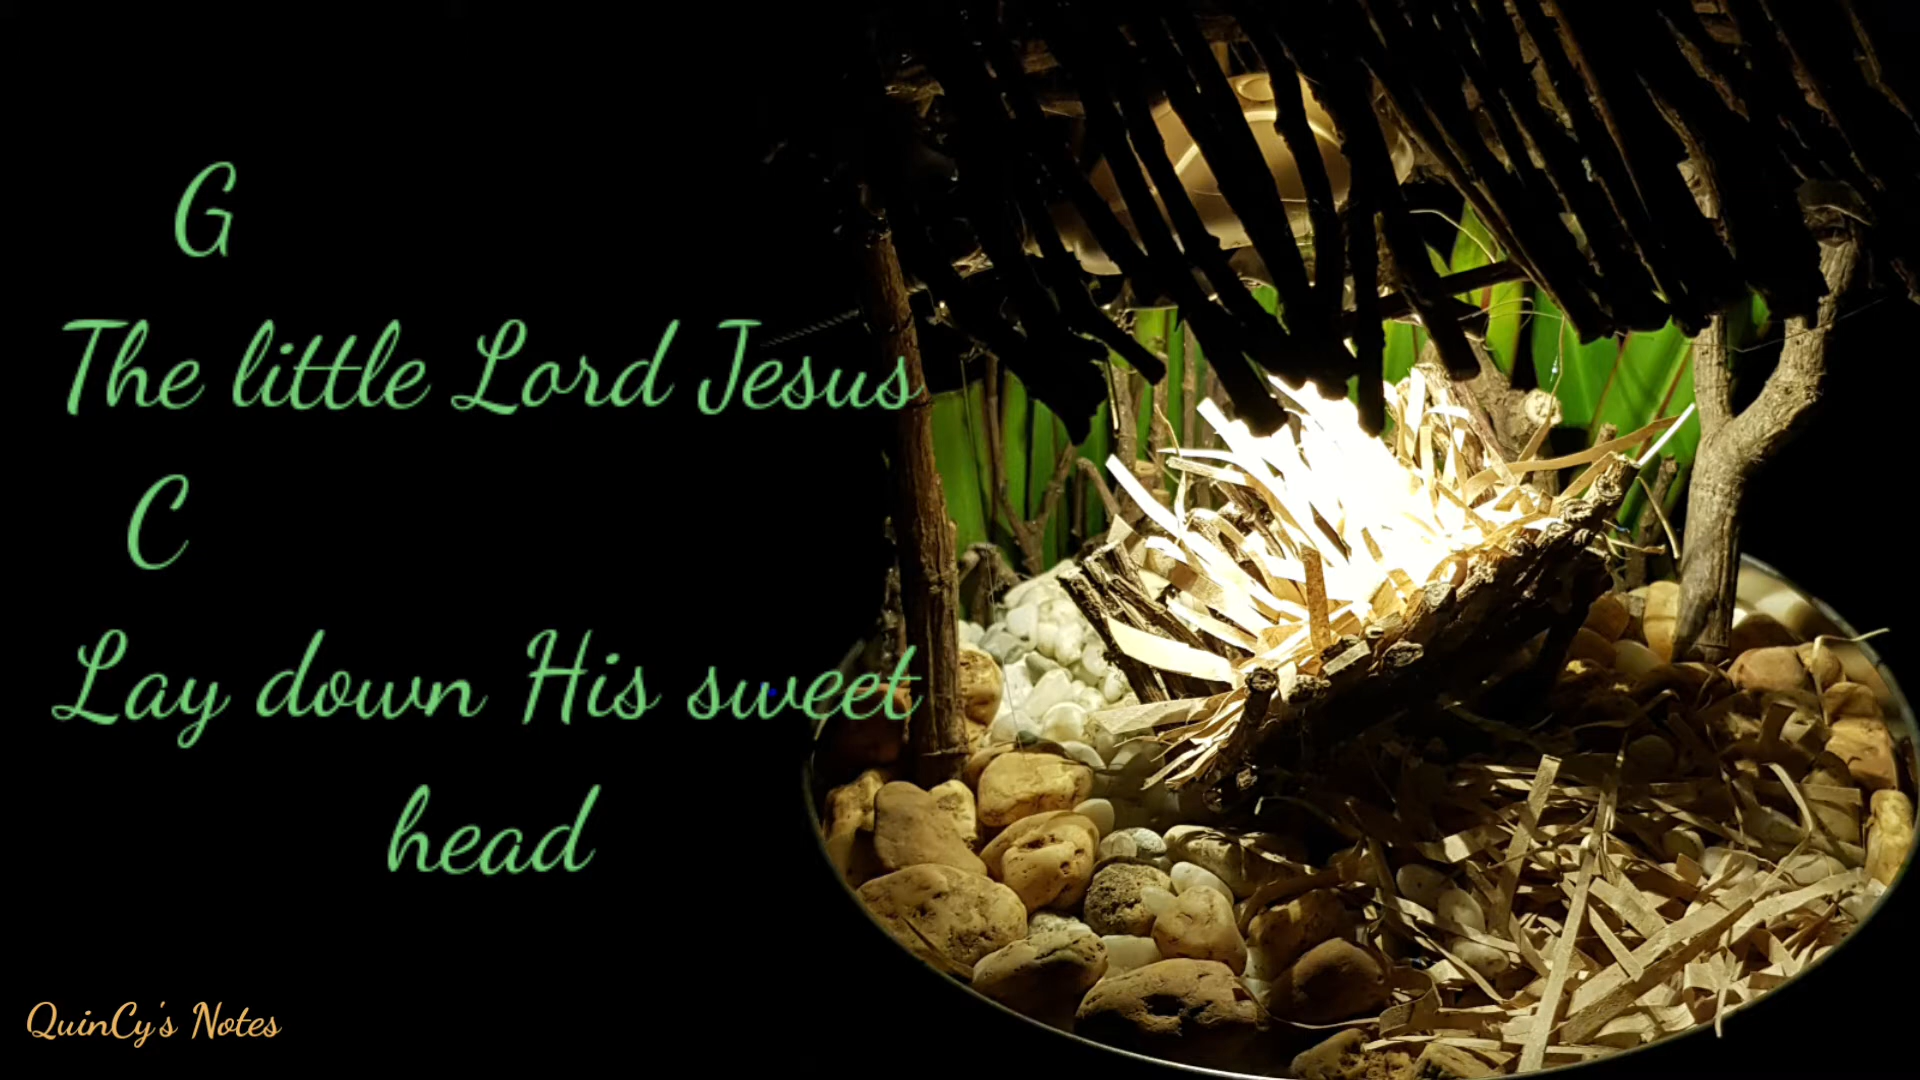 G
The little Lord Jesus
C
Lay down His sweet
head
QuinCy's Notes